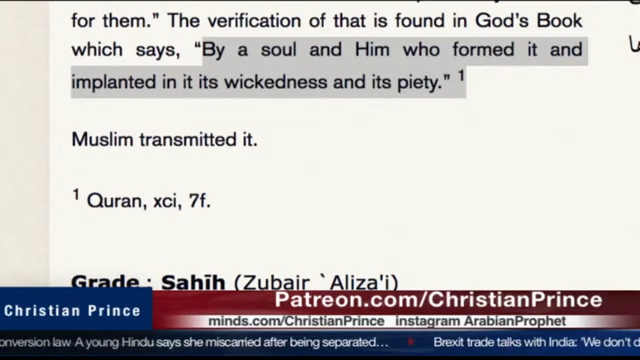 for them.” The verification of that is found in God’s Book
which says, “By a soul and Him who formed it and
implanted in it its wickedness and its piety.” 1
Muslim transmitted it.
1 Quran, xci, 7f.
Grade : Sahīh (Zubair `Aliza'i)
Christian Prince
Patreon.com/ChristianPrince
minds.com/ChristianPrince instagram ArabianProphet
onversion law A young Hindu says she miscarried after being separated… Brexit trade talks with India: 'We don't